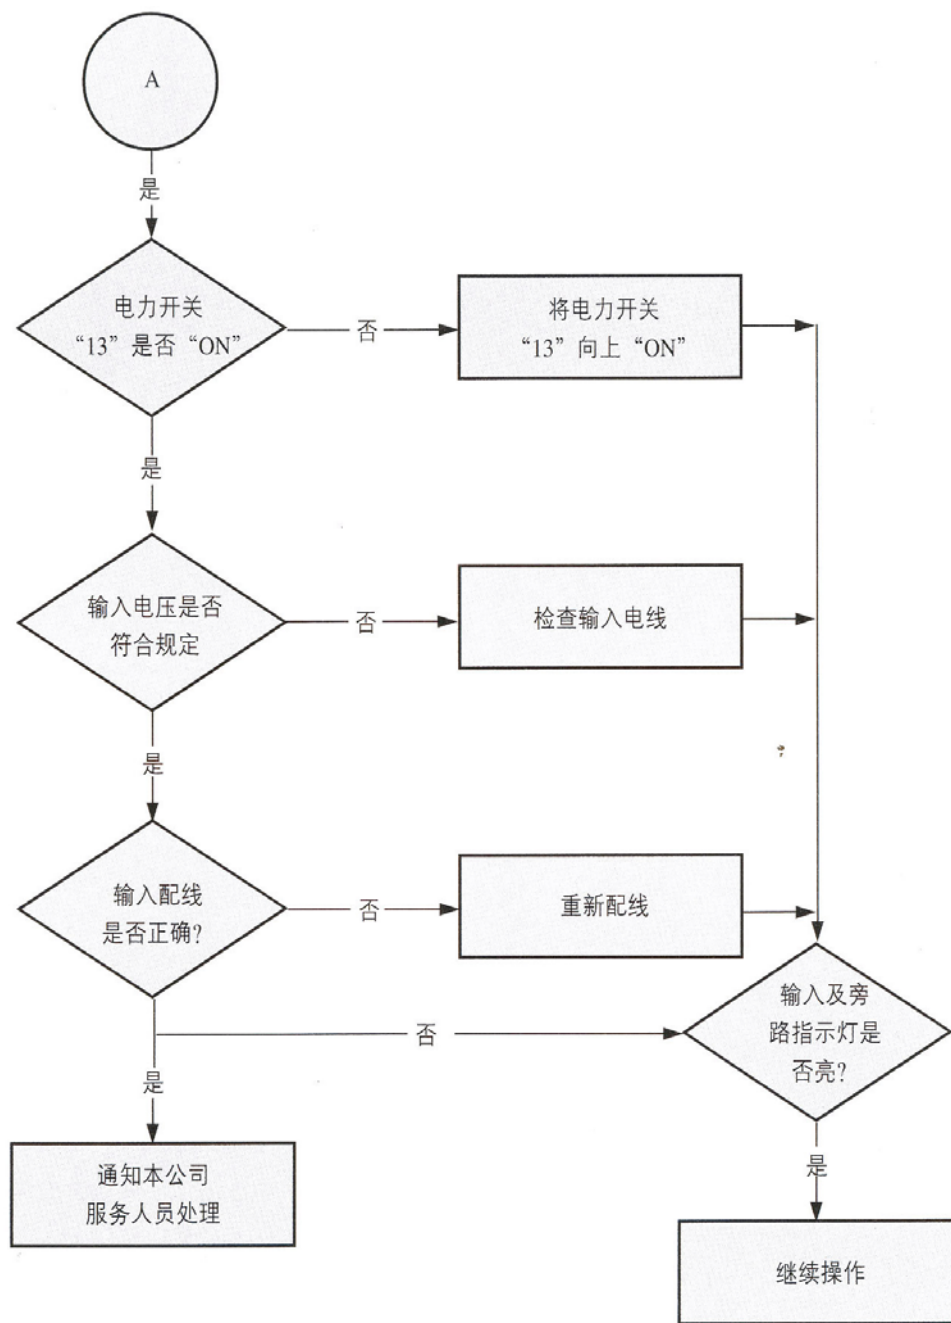 A
是
电力开关
“13”是否“ON”
否
将电力开关
“13”向上“ON”
是
输入电压是否
符合规定
否
检查输入电线
是
输入配线
是否正确?
否
重新配线
输入及旁
路指示灯是
否亮?
否
是
通知本公司
服务人员处理
是
继续操作